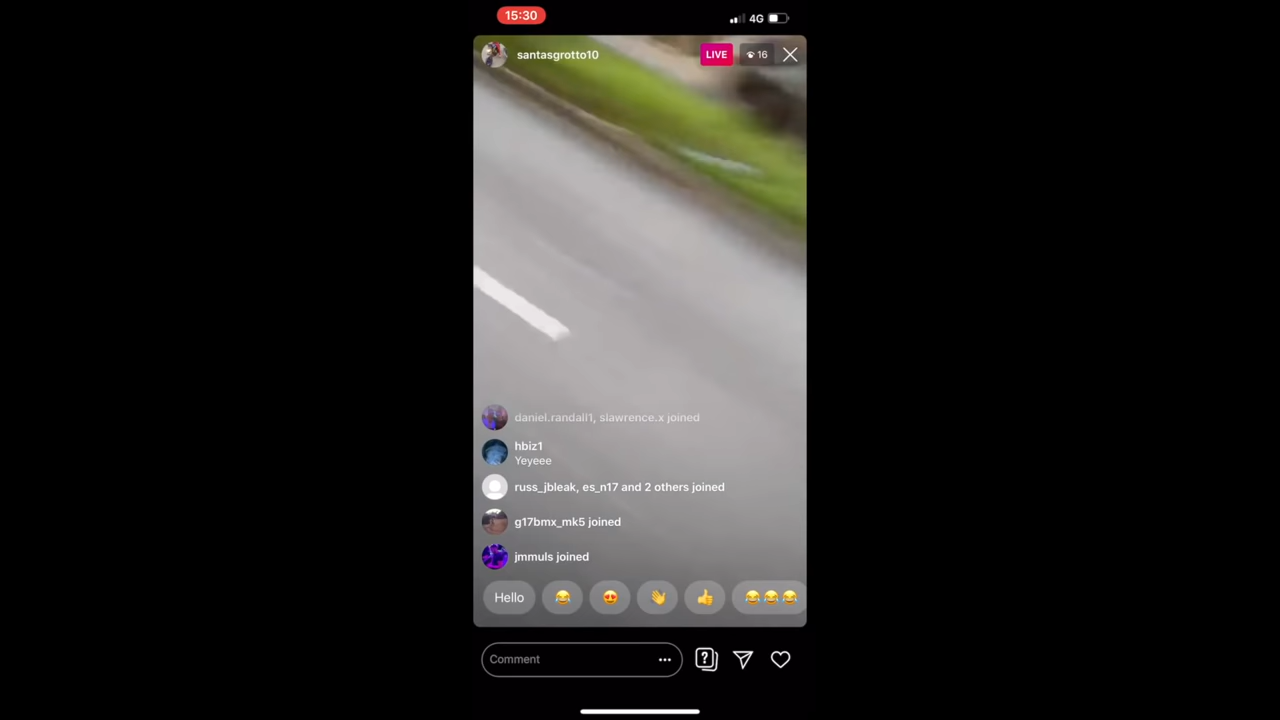 15:30
4G
santasgrotto10
LIVE
16
daniel.randall1, slawrence.x joined
hbiz1
Yeyeee
russ_jbleak, es_n17 and 2 others joined
g17bmx_mk5 joined
jmmuls joined
Hello
Comment